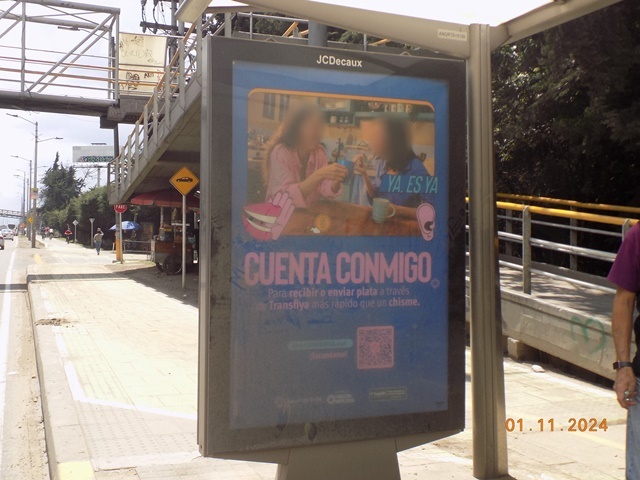 JCDecaux
YA. ES YA
CUENTA CONMIGO
Para recibir o enviar plata a través
de Transfiya más rápido que un chisme.
01.11.2024